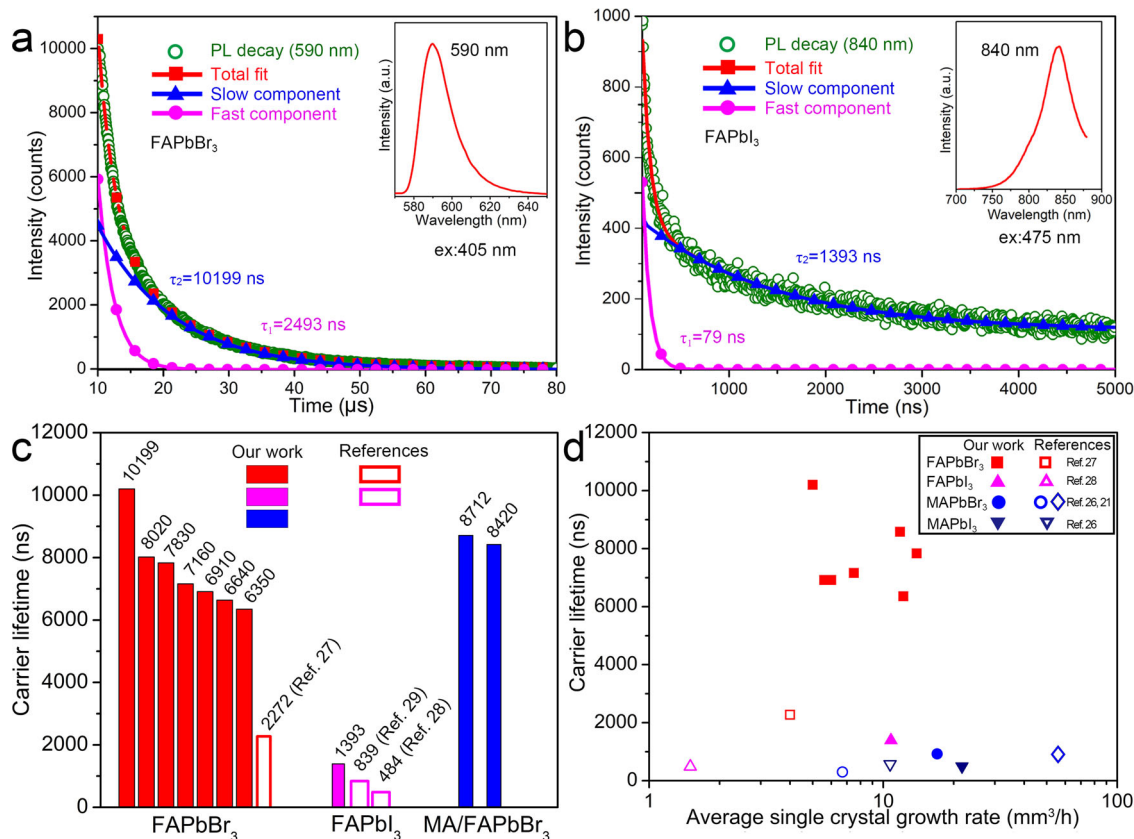 a
10000
8000
6000
4000
2000
0
Intensity (counts)
PL decay (590 nm)
Total fit
Slow component
Fast component
FAPbBr₃
τ₂=10199 ns
τ₁=2493 ns
Intensity (a.u.)
590 nm
580 600 620 640
Wavelength (nm)
ex:405 nm
10 20 30 40 50 60 70 80
Time (µs)
b
1000
800
600
400
200
0
Intensity (counts)
PL decay (840 nm)
Total fit
Slow component
Fast component
FAPbI₃
τ₂=1393 ns
τ₁=79 ns
Intensity (a.u.)
840 nm
700 750 800 850 900
Wavelength (nm)
ex:475 nm
1000 2000 3000 4000 5000
Time (ns)
c
12000
10000
8000
6000
4000
2000
0
Carrier lifetime (ns)
Our work References
10199
8020
7830
7160
6910
6640
6350
2272 (Ref. 27)
1393
839 (Ref. 29)
484 (Ref. 28)
8712
8420
FAPbBr₃ FAPbI₃ MA/FAPbBr₃
d
12000
10000
8000
6000
4000
2000
0
Carrier lifetime (ns)
Our work References
FAPbBr₃ Ref. 27
FAPbI₃ Ref. 28
MAPbBr₃ Ref. 26, 21
MAPbI₃ Ref. 26
1 10 100
Average single crystal growth rate (mm³/h)